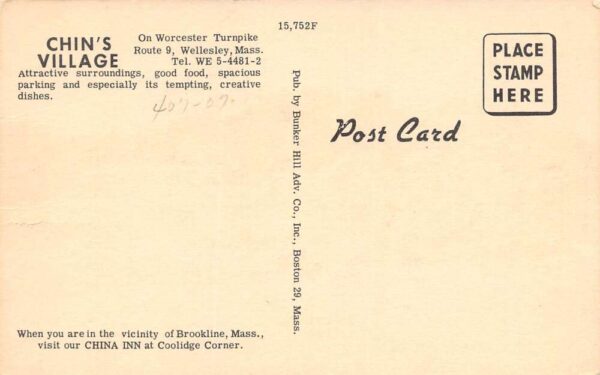 15,752F
CHIN'S
VILLAGE
On Worcester Turnpike
Route 9, Wellesley, Mass.
Tel. WE 5-4481-2
Attractive surroundings, good food, spacious
parking and especially its tempting, creative
dishes.
Pub. by Bunker Hill Adv. Co., Inc., Boston 29, Mass.
Post Card
PLACE
STAMP
HERE
When you are in the vicinity of Brookline, Mass.,
visit our CHINA INN at Coolidge Corner.